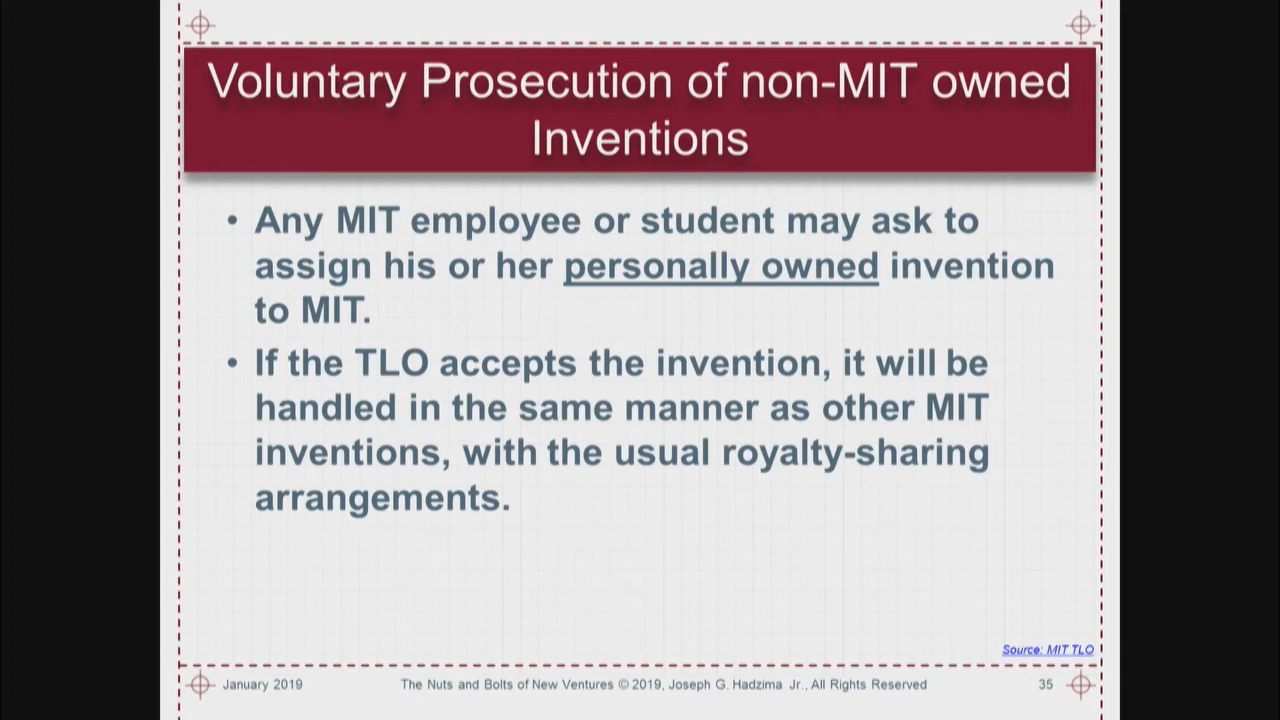 Voluntary Prosecution of non-MIT owned
Inventions
• Any MIT employee or student may ask to
assign his or her personally owned invention
to MIT.
• If the TLO accepts the invention, it will be
handled in the same manner as other MIT
inventions, with the usual royalty-sharing
arrangements.
Source: MIT TLO
January 2019 The Nuts and Bolts of New Ventures © 2019, Joseph G. Hadzima Jr., All Rights Reserved 35